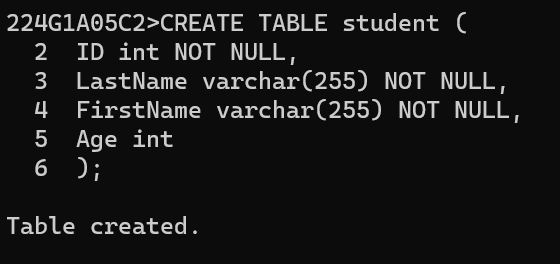 224G1A05C2>CREATE TABLE student (
2 ID int NOT NULL,
3 LastName varchar(255) NOT NULL,
4 FirstName varchar(255) NOT NULL,
5 Age int
6 );
Table created.